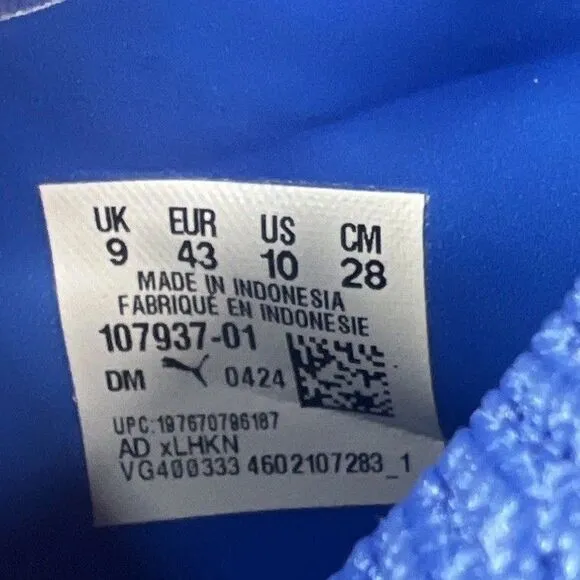 UK EUR US CM
9 43 10 28
MADE IN INDONESIA
FABRIQUÉ EN INDONESIE
107937-01
DM 0424
UPC:197670796187
AD xLHKN
VG400333 4602107283_1